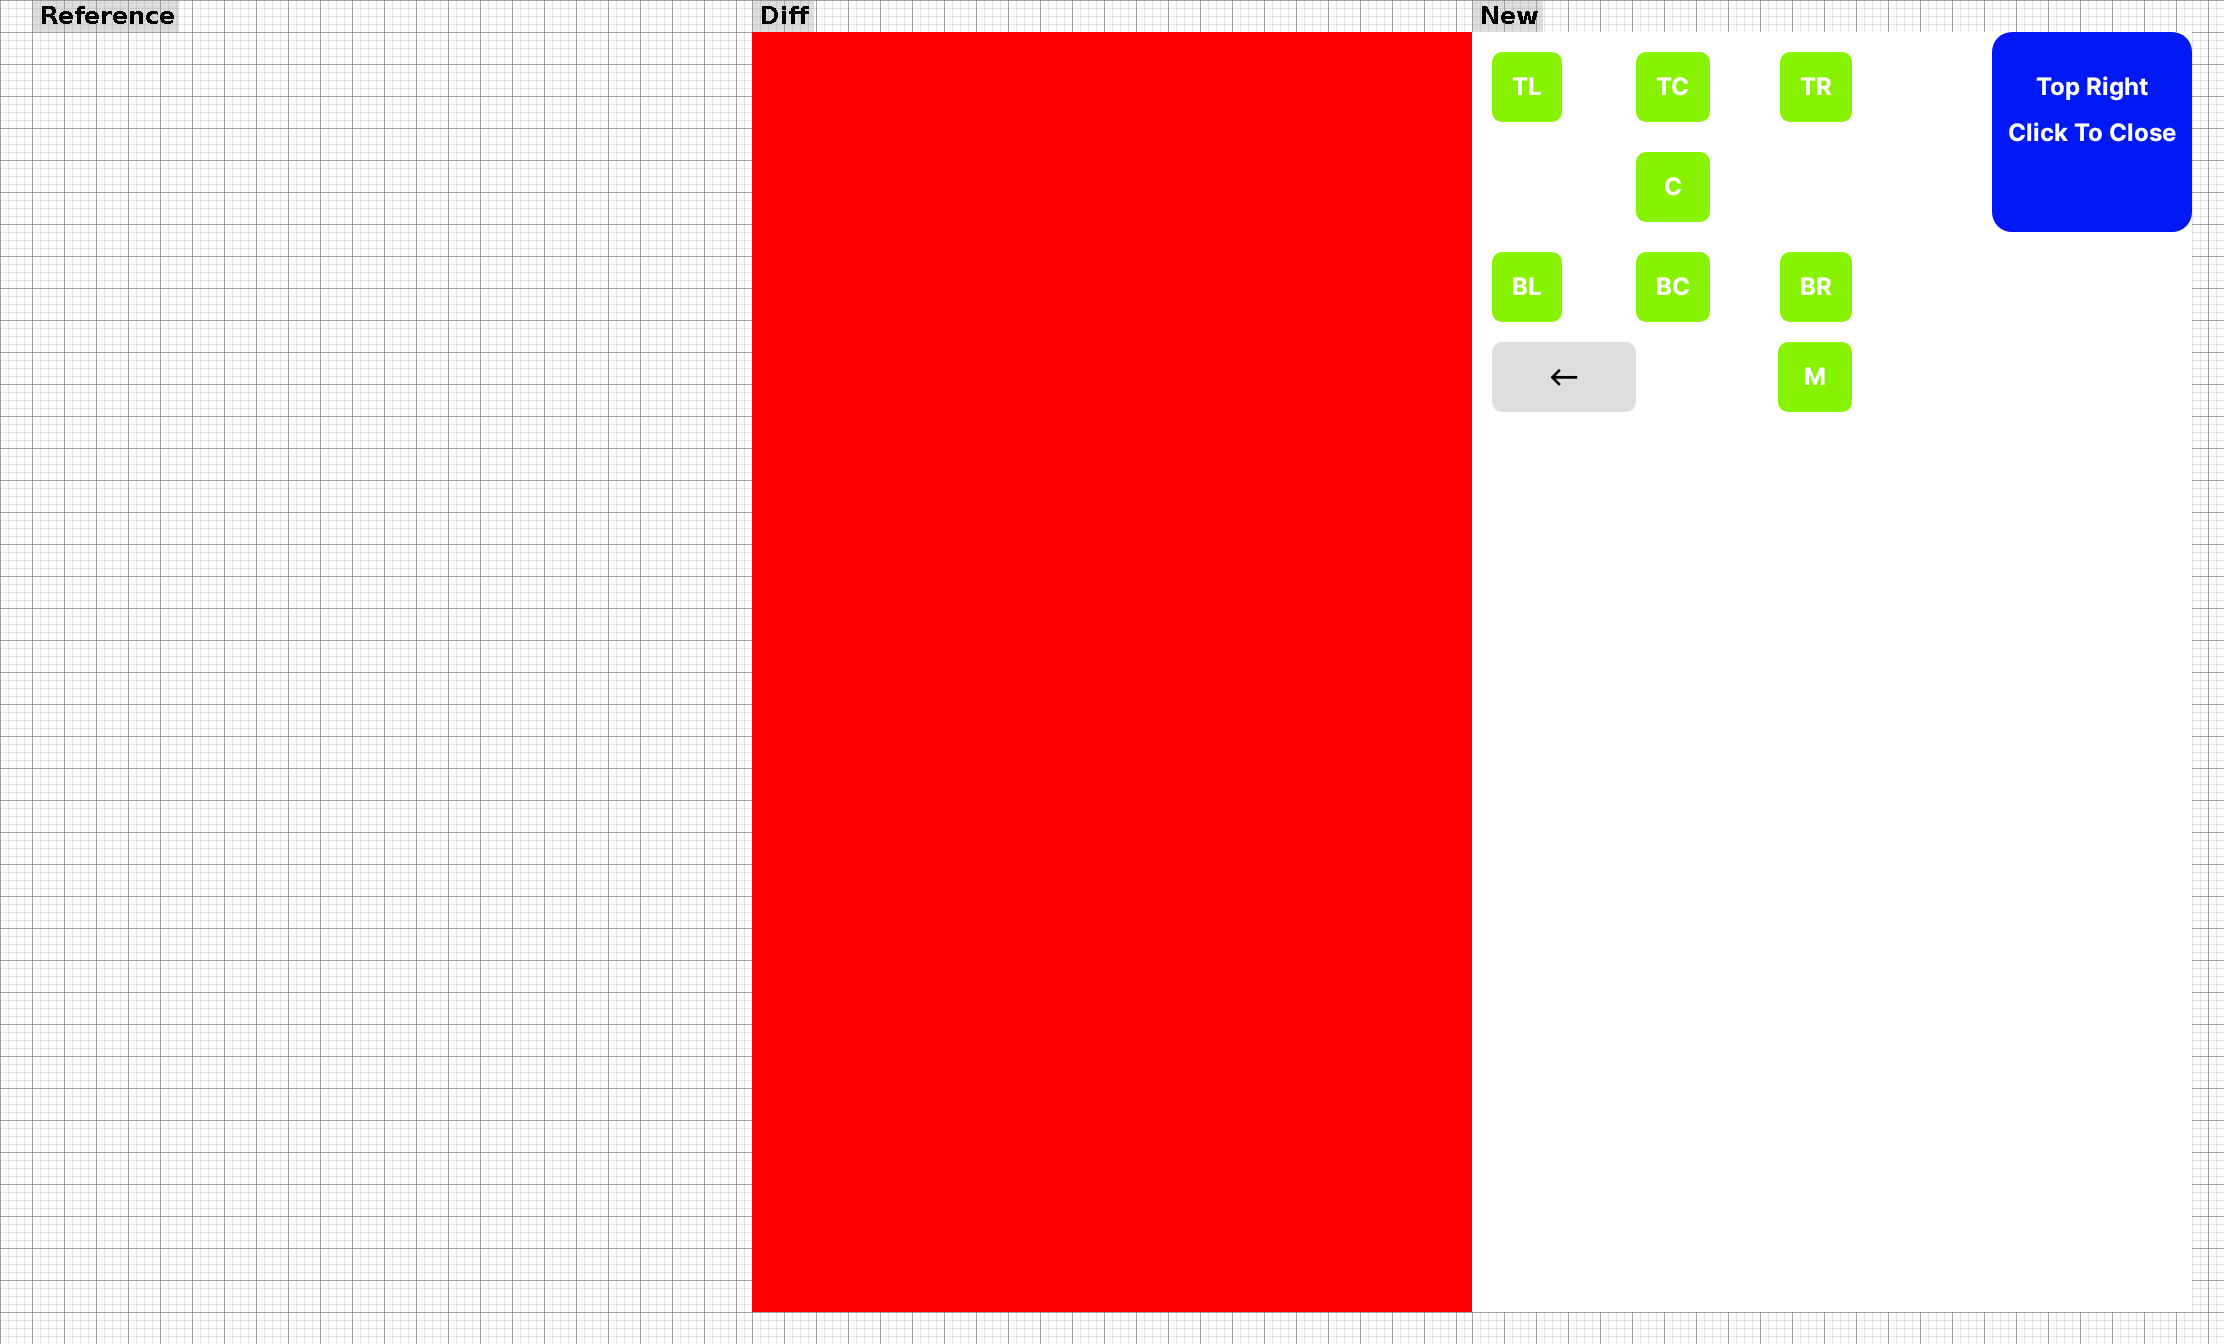 Reference
Diff
New
TL
TC
TR
Top Right
Click To Close
C
BL
BC
BR
←
M